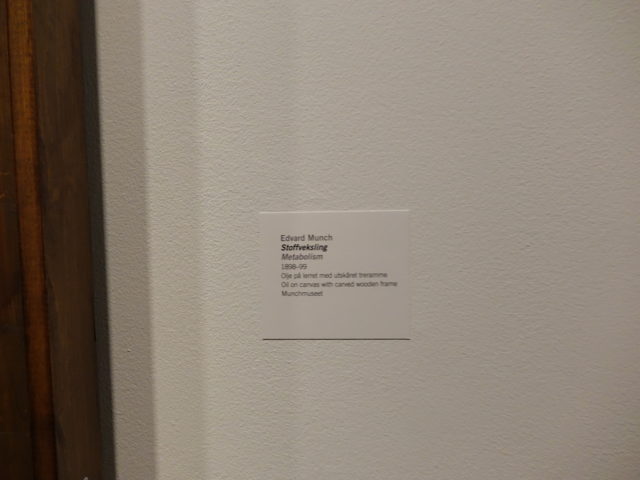 Edvard Munch
Stoffveksling
Metabolism
1898-99
Olje på lerret med utskåret treramme
Oil on canvas with carved wooden frame
Munchmuseet